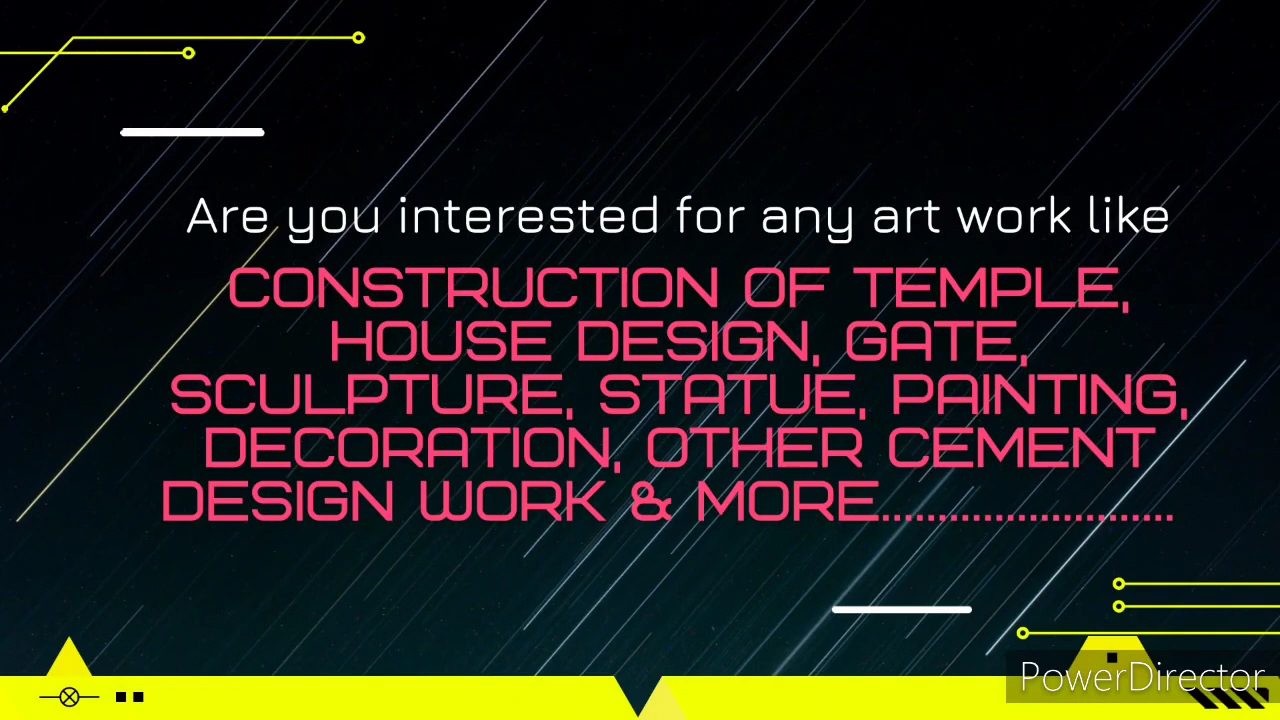 Are you interested for any art work like
CONSTRUCTION OF TEMPLE,
HOUSE DESIGN, GATE,
SCULPTURE, STATUE, PAINTING,
DECORATION, OTHER CEMENT
DESIGN WORK & MORE..........................
PowerDirector